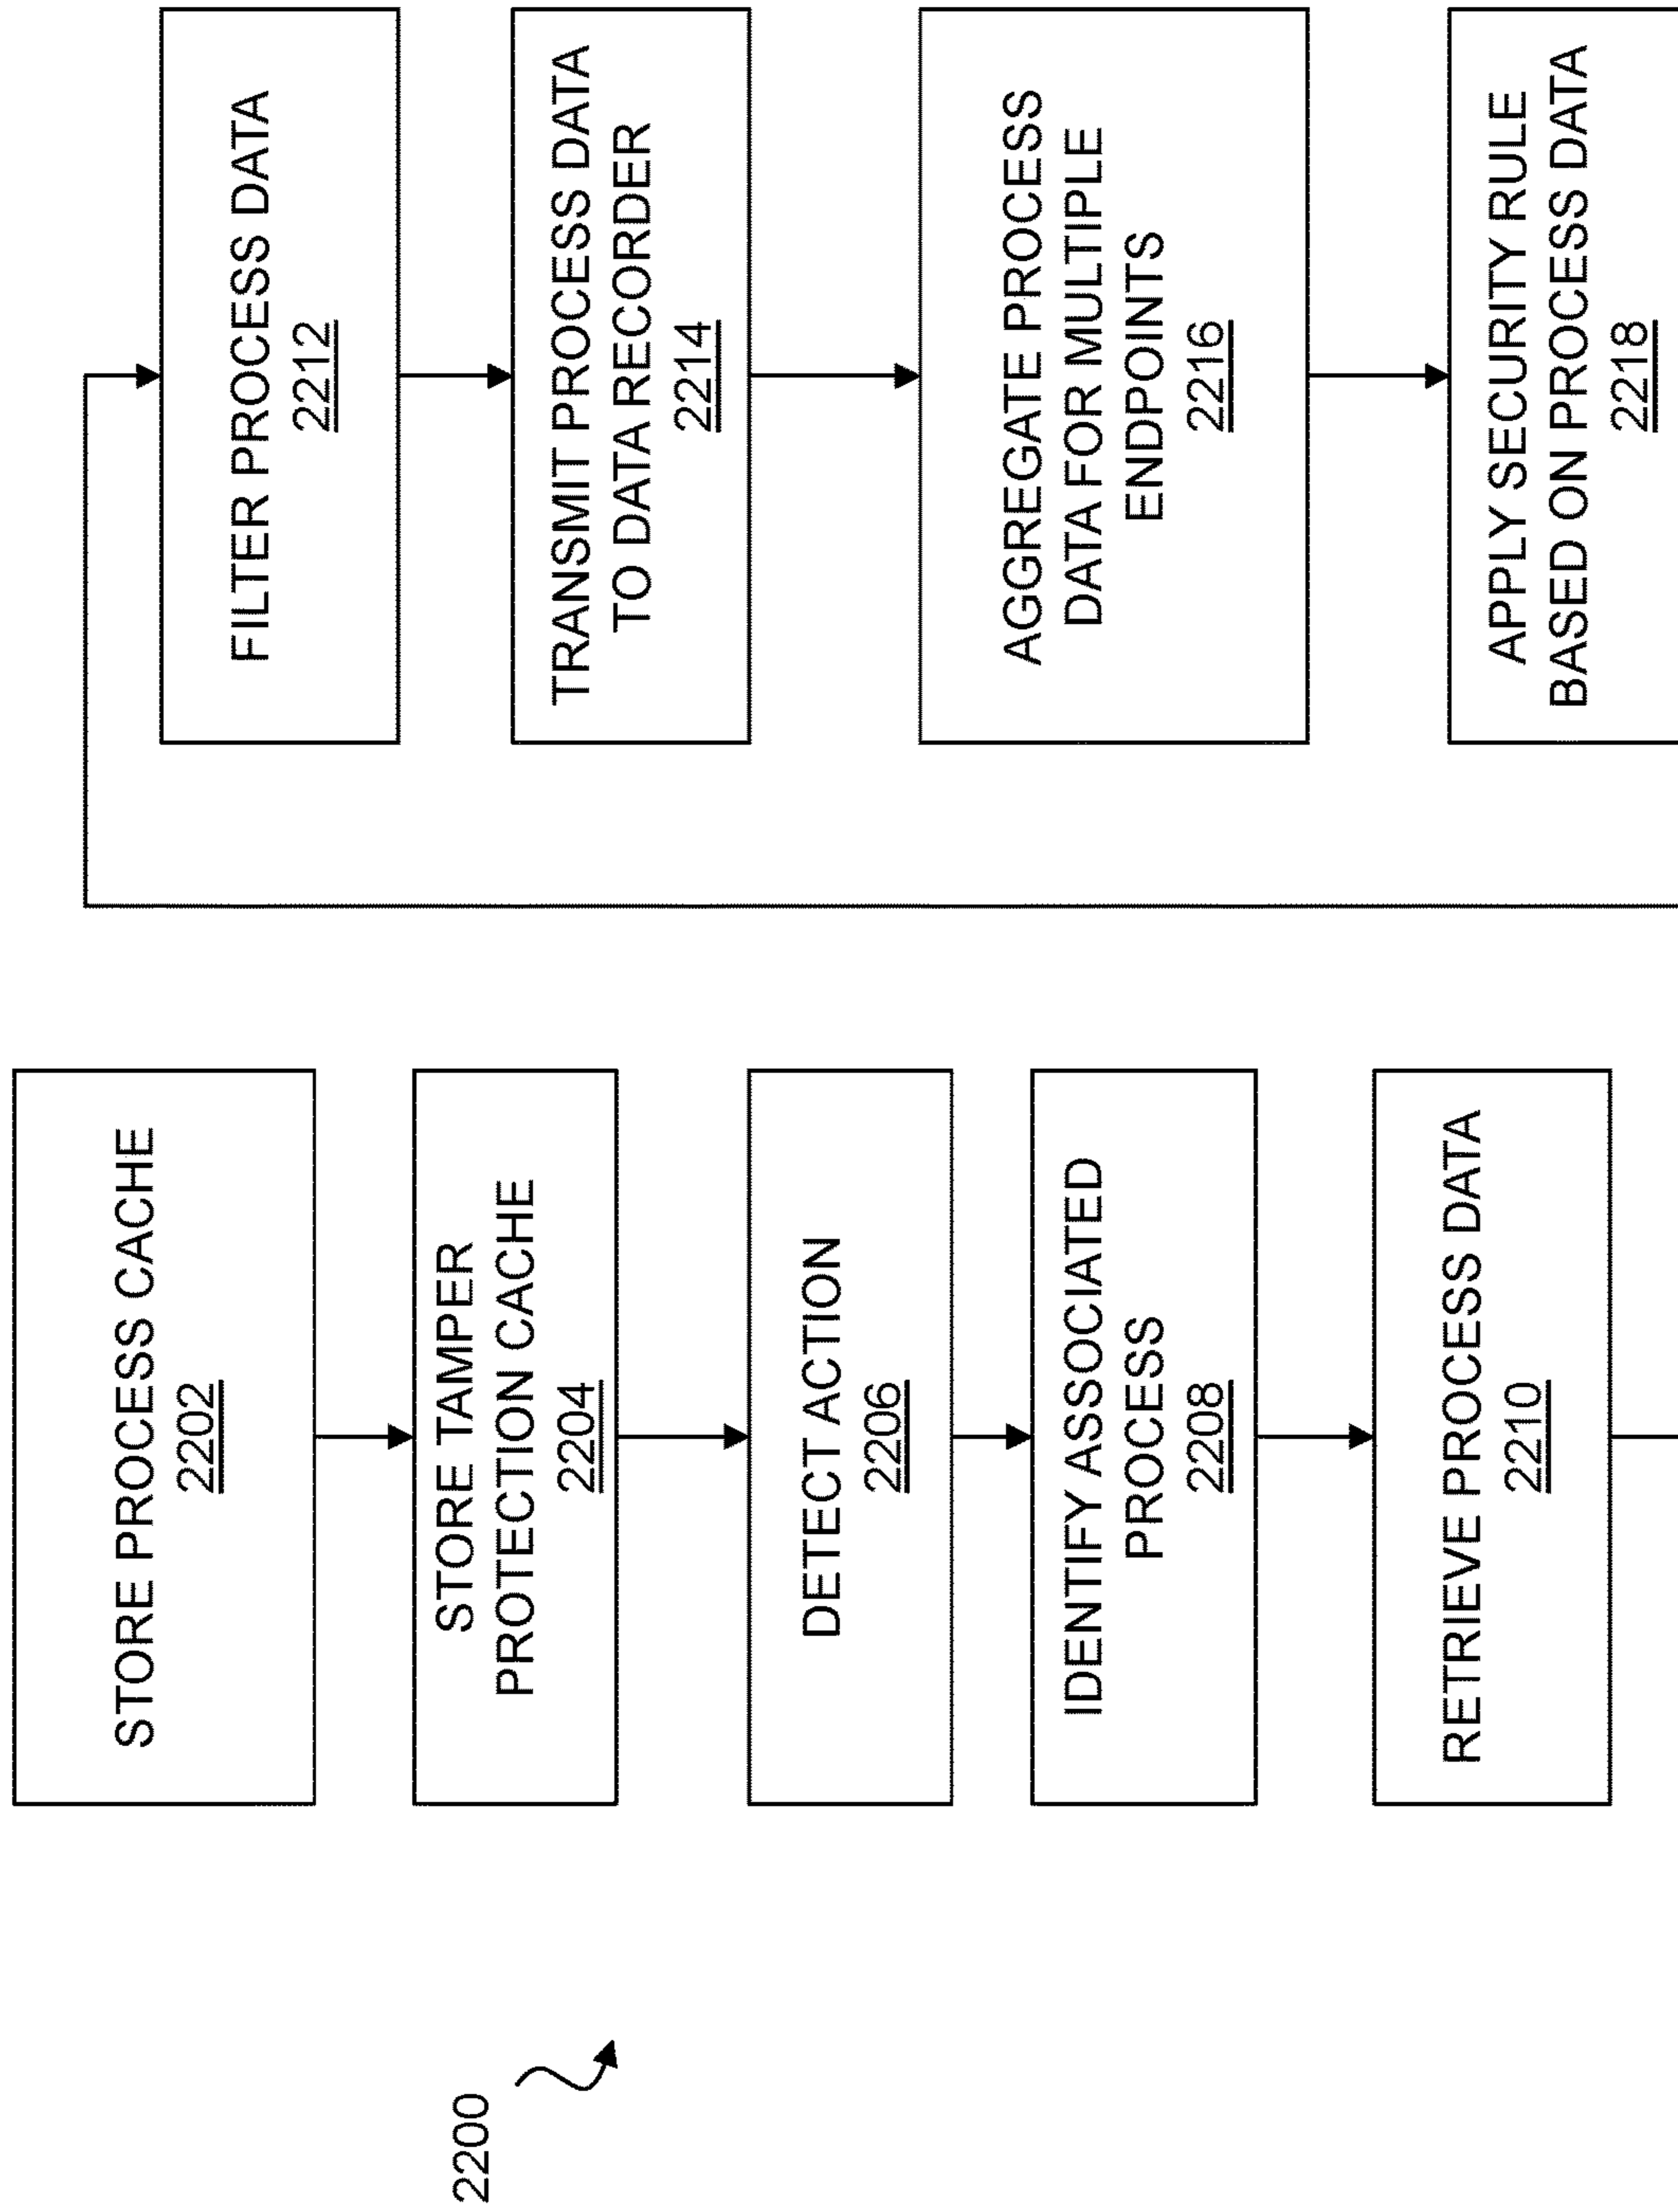 2200
STORE PROCESS CACHE
2202
STORE TAMPER
PROTECTION CACHE
2204
DETECT ACTION
2206
IDENTIFY ASSOCIATED
PROCESS
2208
RETRIEVE PROCESS DATA
2210
FILTER PROCESS DATA
2212
TRANSMIT PROCESS DATA
TO DATA RECORDER
2214
AGGREGATE PROCESS
DATA FOR MULTIPLE
ENDPOINTS
2216
APPLY SECURITY RULE
BASED ON PROCESS DATA
2218